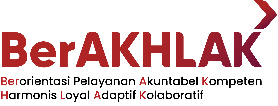 BerAKHLAK
Berorientasi Pelayanan Akuntabel Kompeten
Harmonis Loyal Adaptif Kolaboratif